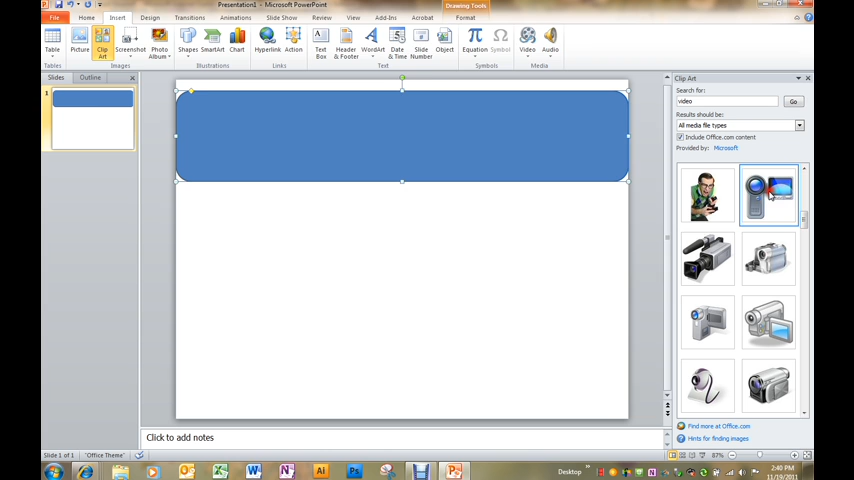 Presentation1 - Microsoft PowerPoint
Drawing Tools
File Home Insert Design Transitions Animations Slide Show Review View Add-Ins Acrobat Format
Table Picture Clip Art Screenshot Photo Album Shapes SmartArt Chart Hyperlink Action Text Box Header & Footer WordArt Date & Time Slide Number Object Equation Symbol Video Audio
Tables Images Illustrations Links Text Symbols Media
Slides Outline
1
Clip Art
Search for:
video Go
Results should be:
All media file types
Include Office.com content
Provided by: Microsoft
Find more at Office.com
Hints for finding images
Click to add notes
Slide 1 of 1 "Office Theme" 87%
Desktop
2:40 PM
11/19/2011